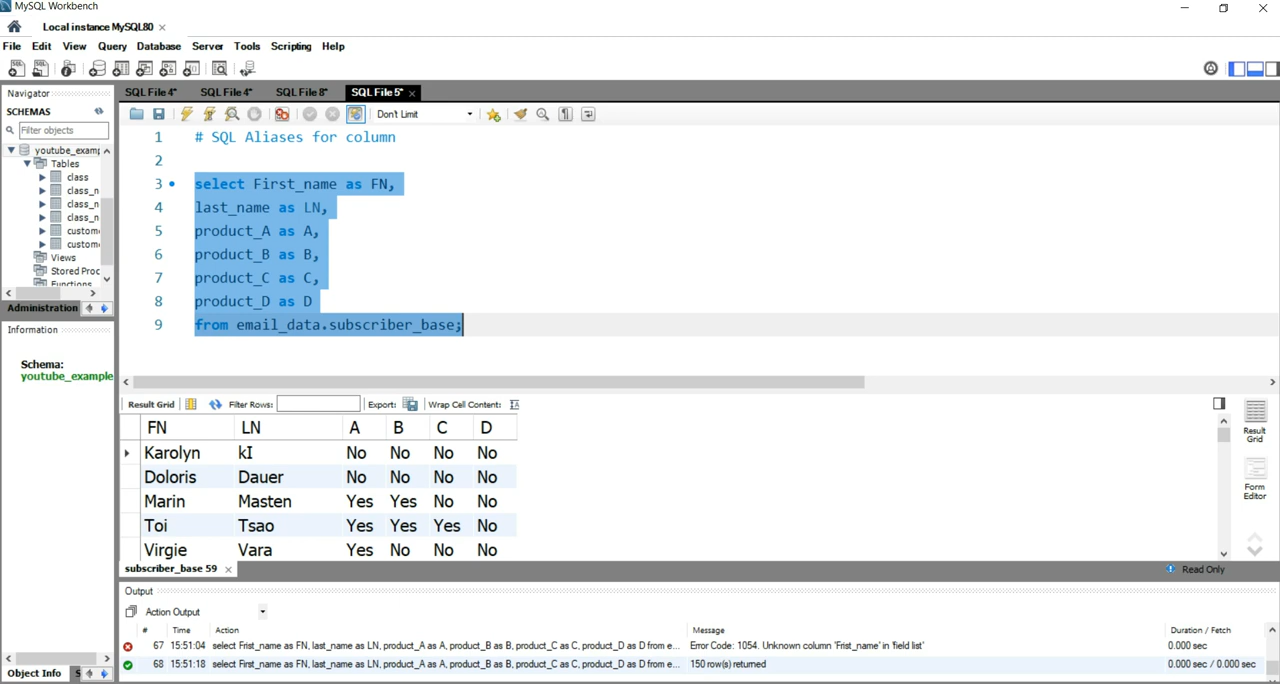 MySQL Workbench
Local instance MySQL80
File Edit View Query Database Server Tools Scripting Help
Navigator
SCHEMAS
Filter objects
youtube_examp
Tables
class
class_n
class_n
class_n
custom
custom
Views
Stored Proc
Functions
Administration
Information
Schema:
youtube_example
Object Info S
SQL File 4* SQL File 4* SQL File 8* SQL File 5*
Don't Limit
1 # SQL Aliases for column
2
3 select First_name as FN,
4 last_name as LN,
5 product_A as A,
6 product_B as B,
7 product_C as C,
8 product_D as D
9 from email_data.subscriber_base;
Result Grid Filter Rows: Export: Wrap Cell Content:
FN LN A B C D
Karolyn kI No No No No
Doloris Dauer No No No No
Marin Masten Yes Yes No No
Toi Tsao Yes Yes Yes No
Virgie Vara Yes No No No
Result Grid
Form Editor
subscriber_base 59
Read Only
Output
Action Output
# Time Action Message Duration / Fetch
67 15:51:04 select Frist_name as FN, last_name as LN, product_A as A, product_B as B, product_C as C, product_D as D from e... Error Code: 1054. Unknown column 'Frist_name' in 'field list' 0.000 sec
68 15:51:18 select First_name as FN, last_name as LN, product_A as A, product_B as B, product_C as C, product_D as D from e... 150 row(s) returned 0.000 sec / 0.000 sec